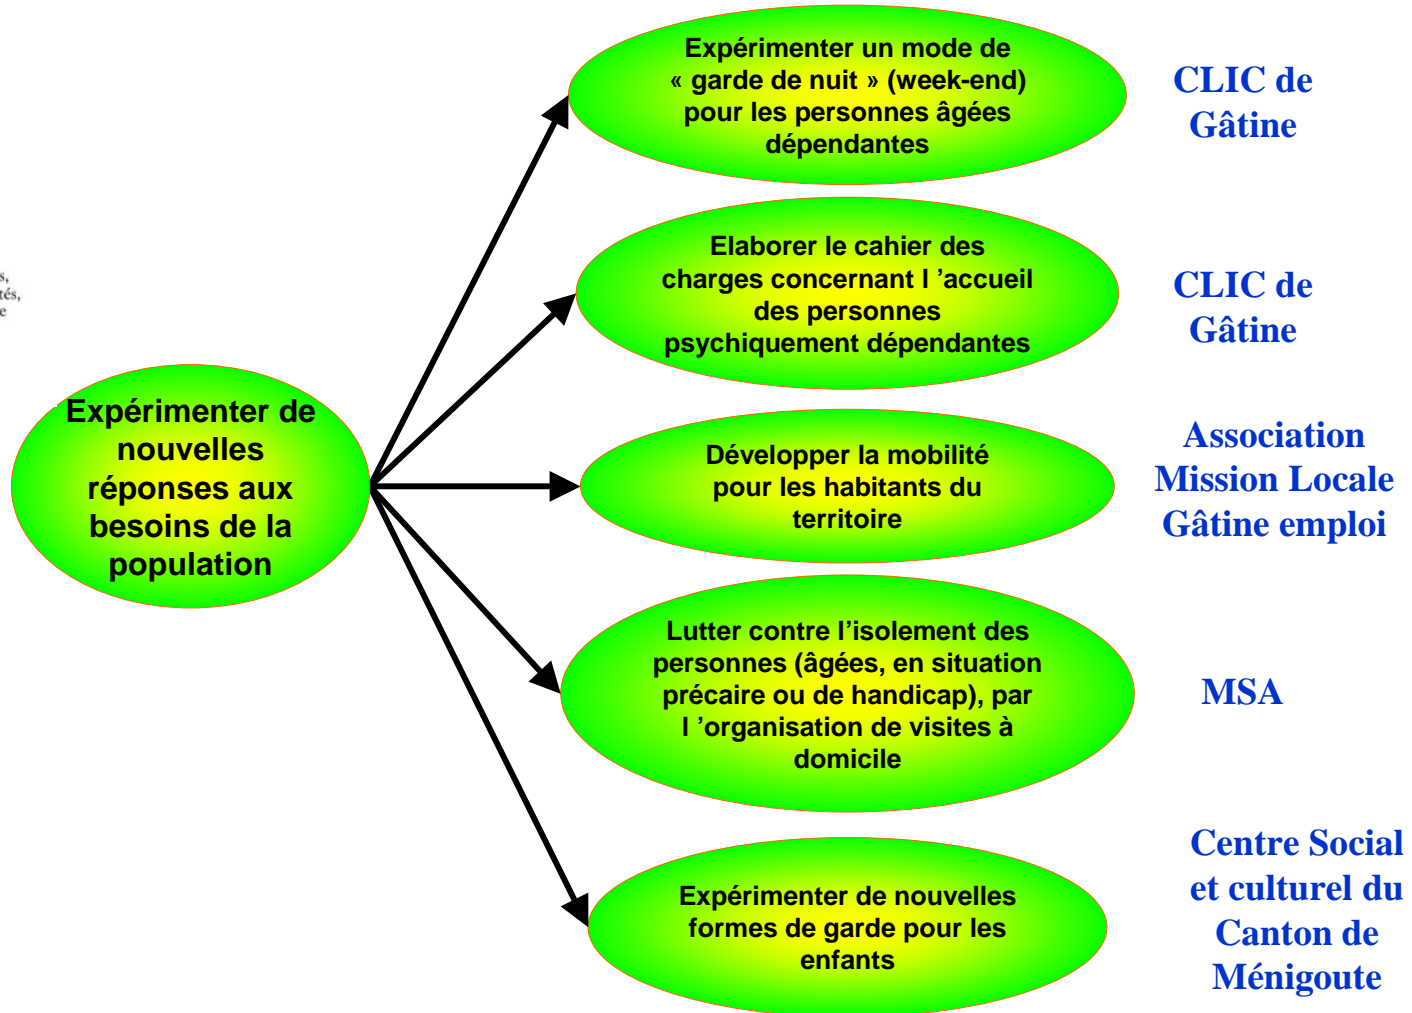 s,
tés,
e
Expérimenter de
nouvelles
réponses aux
besoins de la
population
Expérimenter un mode de
« garde de nuit » (week-end)
pour les personnes âgées
dépendantes
CLIC de
Gâtine
Elaborer le cahier des
charges concernant l ’accueil
des personnes
psychiquement dépendantes
CLIC de
Gâtine
Développer la mobilité
pour les habitants du
territoire
Association
Mission Locale
Gâtine emploi
Lutter contre l'isolement des
personnes (âgées, en situation
précaire ou de handicap), par
l ’organisation de visites à
domicile
MSA
Expérimenter de nouvelles
formes de garde pour les
enfants
Centre Social
et culturel du
Canton de
Ménigoute